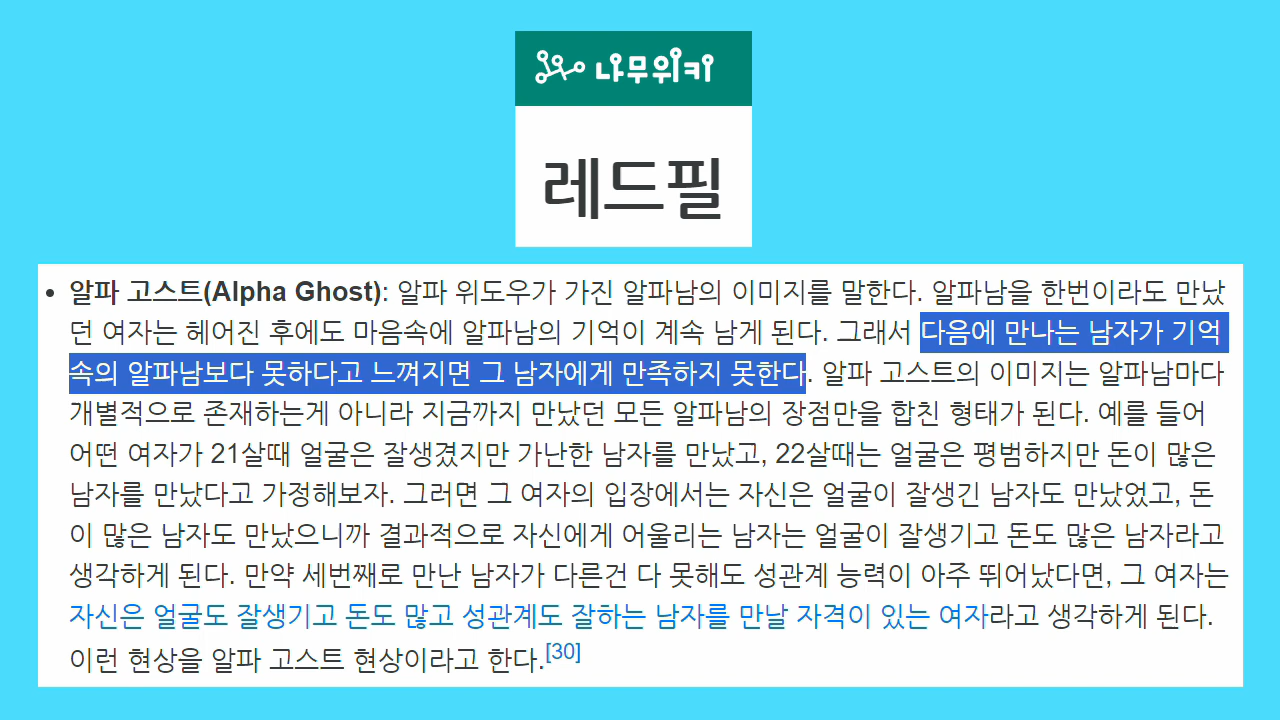 나무위키
레드필
• 알파 고스트(Alpha Ghost): 알파 위도우가 가진 알파남의 이미지를 말한다. 알파남을 한번이라도 만났
던 여자는 헤어진 후에도 마음속에 알파남의 기억이 계속 남게 된다. 그래서 다음에 만나는 남자가 기억
속의 알파남보다 못하다고 느껴지면 그 남자에게 만족하지 못한다. 알파 고스트의 이미지는 알파남마다
개별적으로 존재하는게 아니라 지금까지 만났던 모든 알파남의 장점만을 합친 형태가 된다. 예를 들어
어떤 여자가 21살때 얼굴은 잘생겼지만 가난한 남자를 만났고, 22살때는 얼굴은 평범하지만 돈이 많은
남자를 만났다고 가정해보자. 그러면 그 여자의 입장에서는 자신은 얼굴이 잘생긴 남자도 만났었고, 돈
이 많은 남자도 만났으니까 결과적으로 자신에게 어울리는 남자는 얼굴이 잘생기고 돈도 많은 남자라고
생각하게 된다. 만약 세번째로 만난 남자가 다른건 다 못해도 성관계 능력이 아주 뛰어났다면, 그 여자는
자신은 얼굴도 잘생기고 돈도 많고 성관계도 잘하는 남자를 만날 자격이 있는 여자라고 생각하게 된다.
이런 현상을 알파 고스트 현상이라고 한다.[30]